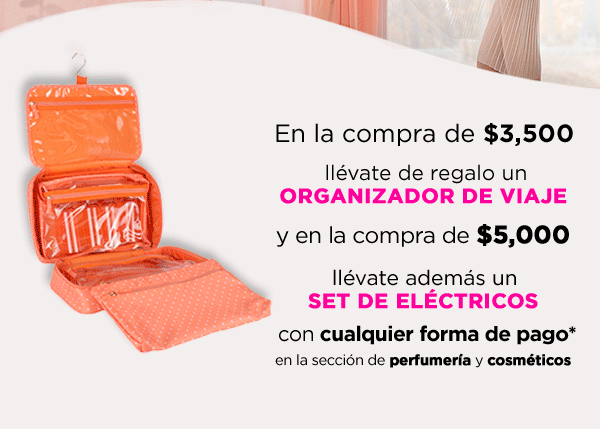 En la compra de $3,500
llévate de regalo un
ORGANIZADOR DE VIAJE
y en la compra de $5,000
llévate además un
SET DE ELÉCTRICOS
con cualquier forma de pago*
en la sección de perfumería y cosméticos